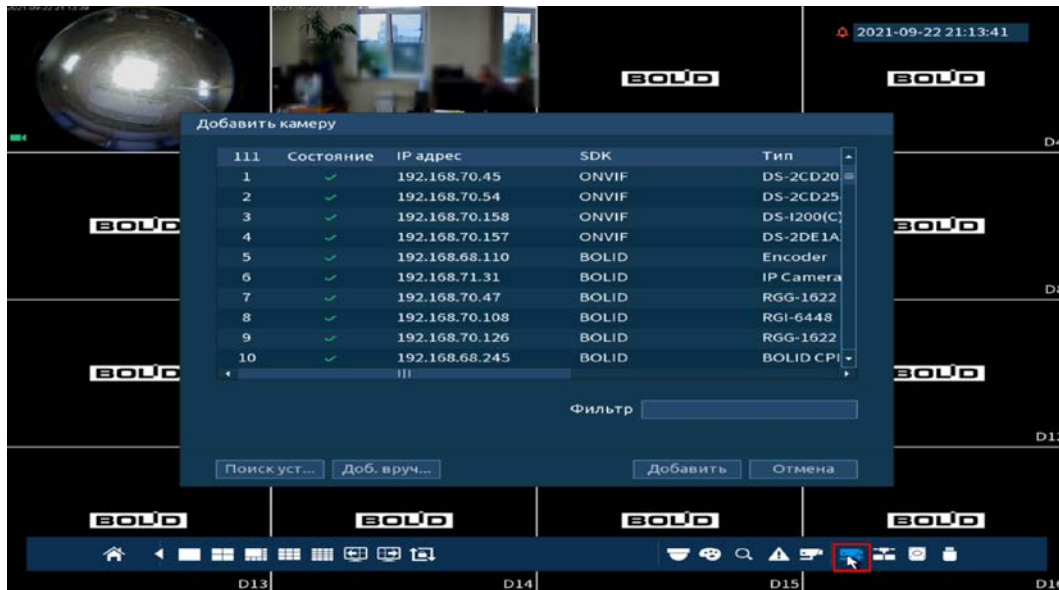 2021-09-22 21:13:41
BOLID
BOLID
Добавить камеру
D4
111 Состояние IP адрес SDK Тип
1 192.168.70.45 ONVIF DS-2CD20
2 192.168.70.54 ONVIF DS-2CD25
3 192.168.70.158 ONVIF DS-I200(C)
BOLID
BOLID
4 192.168.70.157 ONVIF DS-2DE1A
5 192.168.68.110 BOLID Encoder
6 192.168.71.31 BOLID IP Camera
7 192.168.70.47 BOLID RGG-1622
8 192.168.70.108 BOLID RGI-6448
9 192.168.70.126 BOLID RGG-1622
10 192.168.68.245 BOLID BOLID CPI
BOLID
BOLID
Фильтр
D12
Поиск уст... Доб. вруч... Добавить Отмена
BOLID
BOLID
BOLID
BOLID
D13 D14 D15 D16